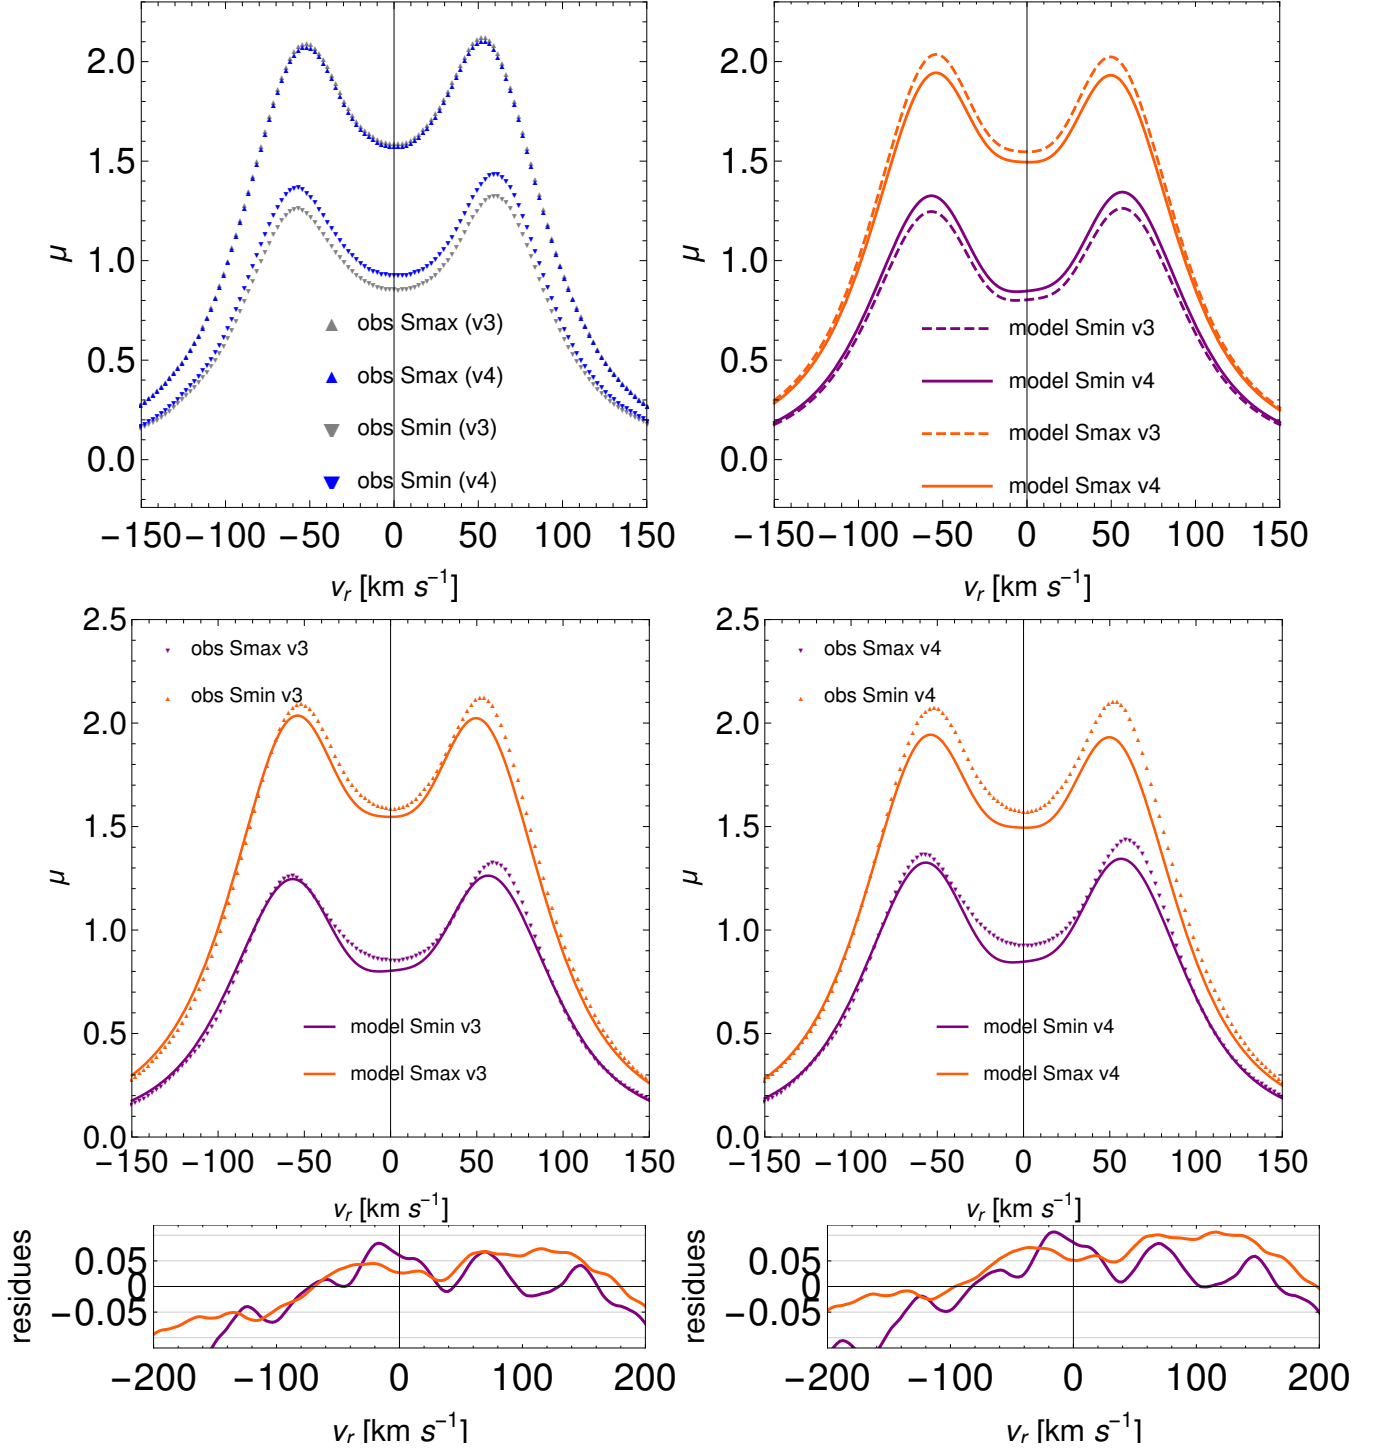 2.0
1.5
1.0
0.5
0.0
μ
obs Smax (v3)
obs Smax (v4)
obs Smin (v3)
obs Smin (v4)
−150 −100 −50 0 50 100 150
v_r [km s⁻¹]
2.0
1.5
1.0
0.5
0.0
μ
model Smin v3
model Smin v4
model Smax v3
model Smax v4
−150 −100 −50 0 50 100 150
v_r [km s⁻¹]
2.5
2.0
1.5
1.0
0.5
0.0
μ
obs Smax v3
obs Smin v3
model Smin v3
model Smax v3
−150 −100 −50 0 50 100 150
v_r [km s⁻¹]
2.5
2.0
1.5
1.0
0.5
0.0
μ
obs Smax v4
obs Smin v4
model Smin v4
model Smax v4
−150 −100 −50 0 50 100 150
v_r [km s⁻¹]
residues
0.05
0
−0.05
−200 −100 0 100 200
v_r [km s⁻¹]
residues
0.05
0
−0.05
−200 −100 0 100 200
v_r [km s⁻¹]